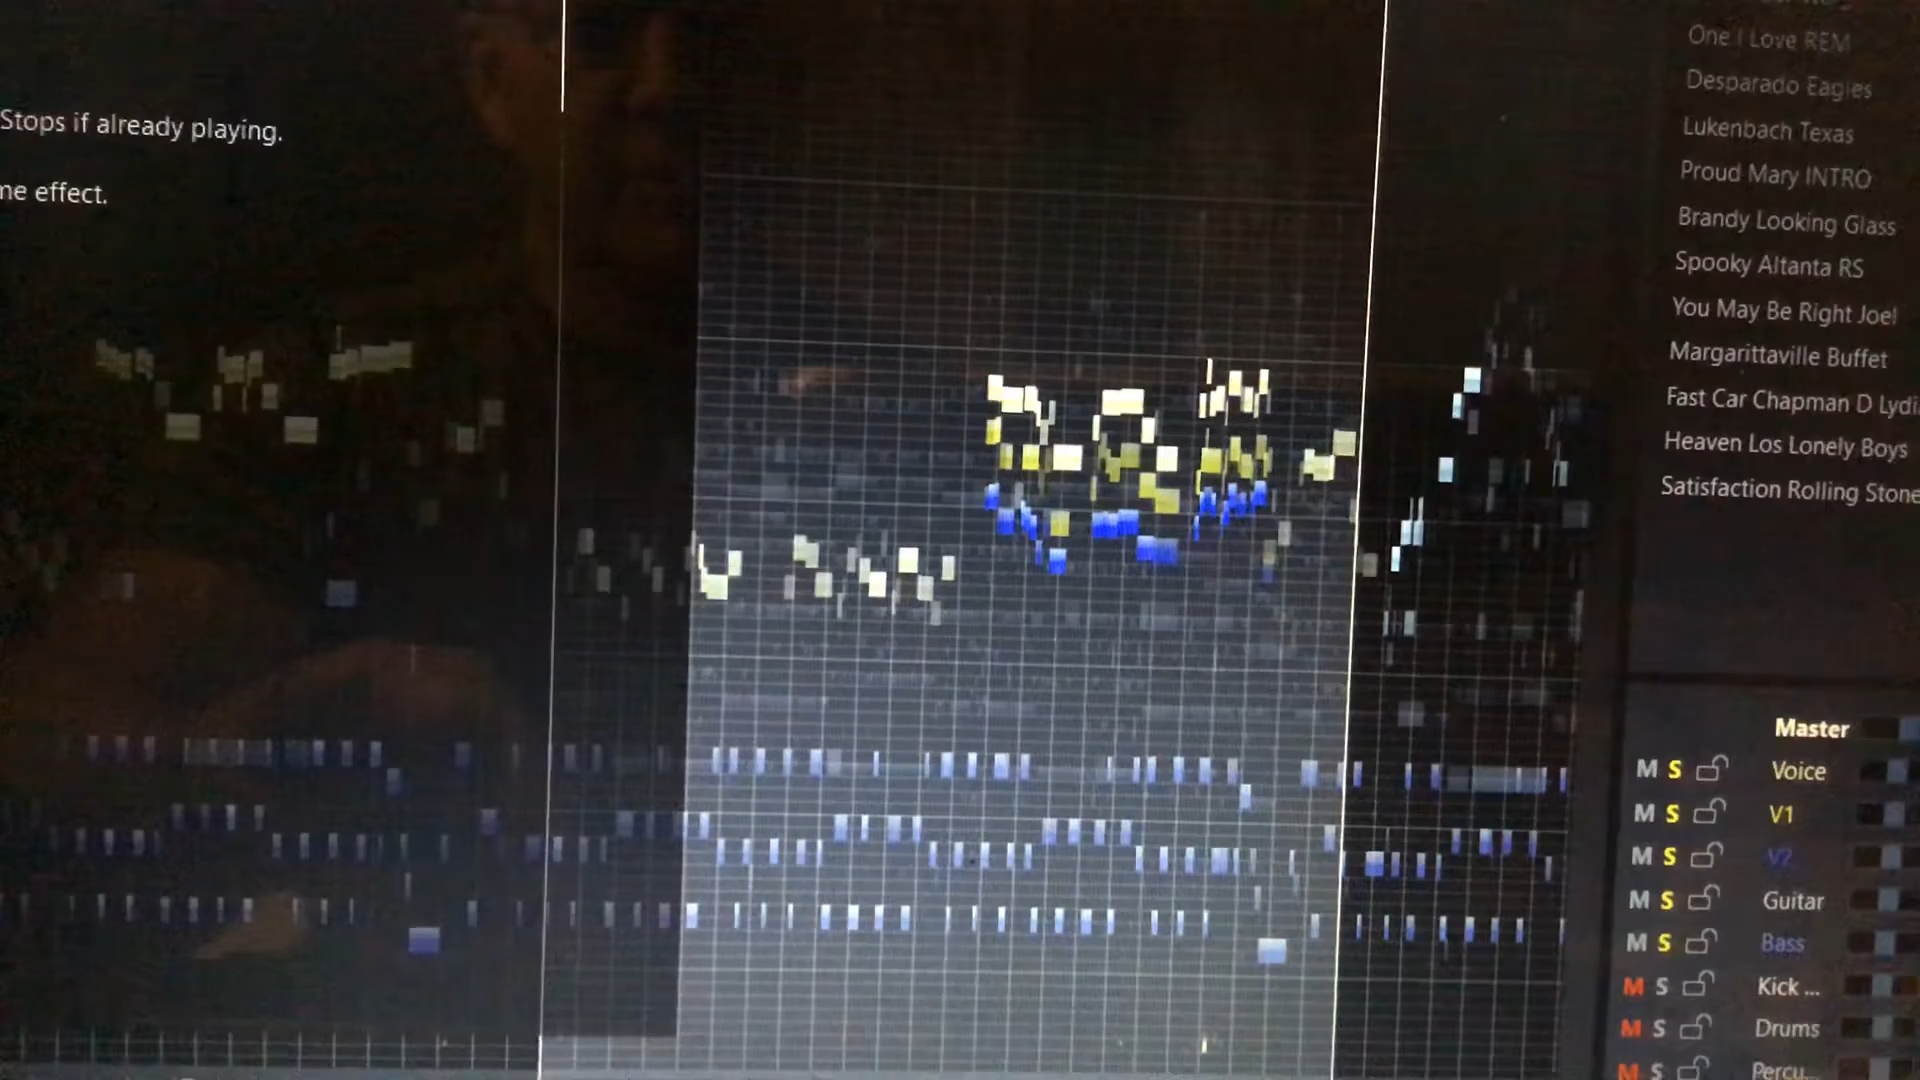 Stops if already playing.
me effect.
One I Love REM
Desparado Eagles
Lukenbach Texas
Proud Mary INTRO
Brandy Looking Glass
Spooky Altanta RS
You May Be Right Joel
Margarittaville Buffet
Fast Car Chapman D Lydi
Heaven Los Lonely Boys
Satisfaction Rolling Stone
Master
M S Voice
M S V1
M S V2
M S Guitar
M S Bass
M S Kick ...
M S Drums
M S Percu...